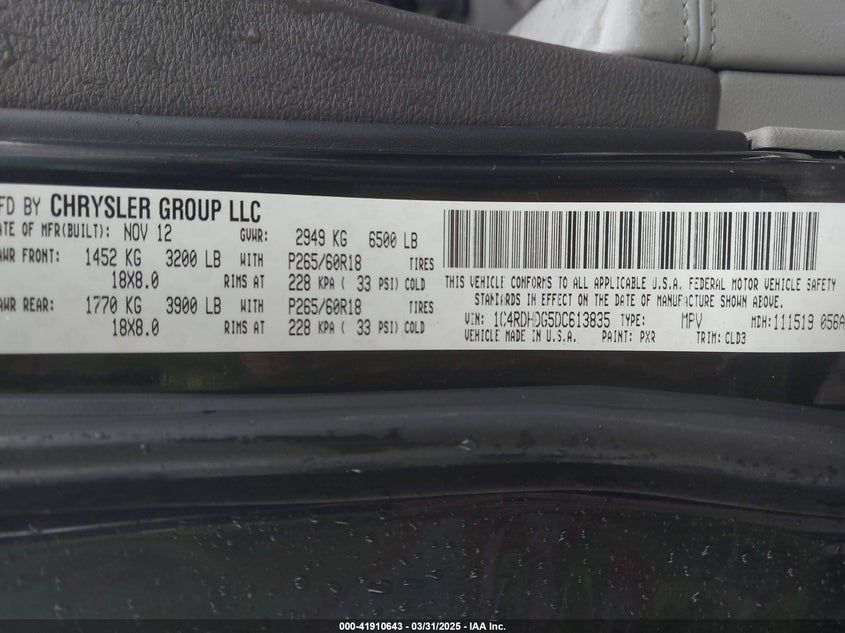 FD BY CHRYSLER GROUP LLC
ATE OF MFR(BUILT): NOV 12 GVWR: 2949 KG 6500 LB
AWR FRONT: 1452 KG 3200 LB WITH P265/60R18 TIRES
18X8.0 RIMS AT 228 KPA ( 33 PSI) COLD
AWR REAR: 1770 KG 3900 LB WITH P265/60R18 TIRES
18X8.0 RIMS AT 228 KPA ( 33 PSI) COLD
THIS VEHICLE CONFORMS TO ALL APPLICABLE U.S.A. FEDERAL MOTOR VEHICLE SAFETY
STANDARDS IN EFFECT ON THE DATE OF MANUFACTURE SHOWN ABOVE.
VIN: 1C4RDHDG5DC613835 TYPE: MPV MDH: 111519 056A
VEHICLE MADE IN U.S.A. PAINT: PXR TRIM: CLD3
000-41910643 / 03/31/2025 - IAA Inc.